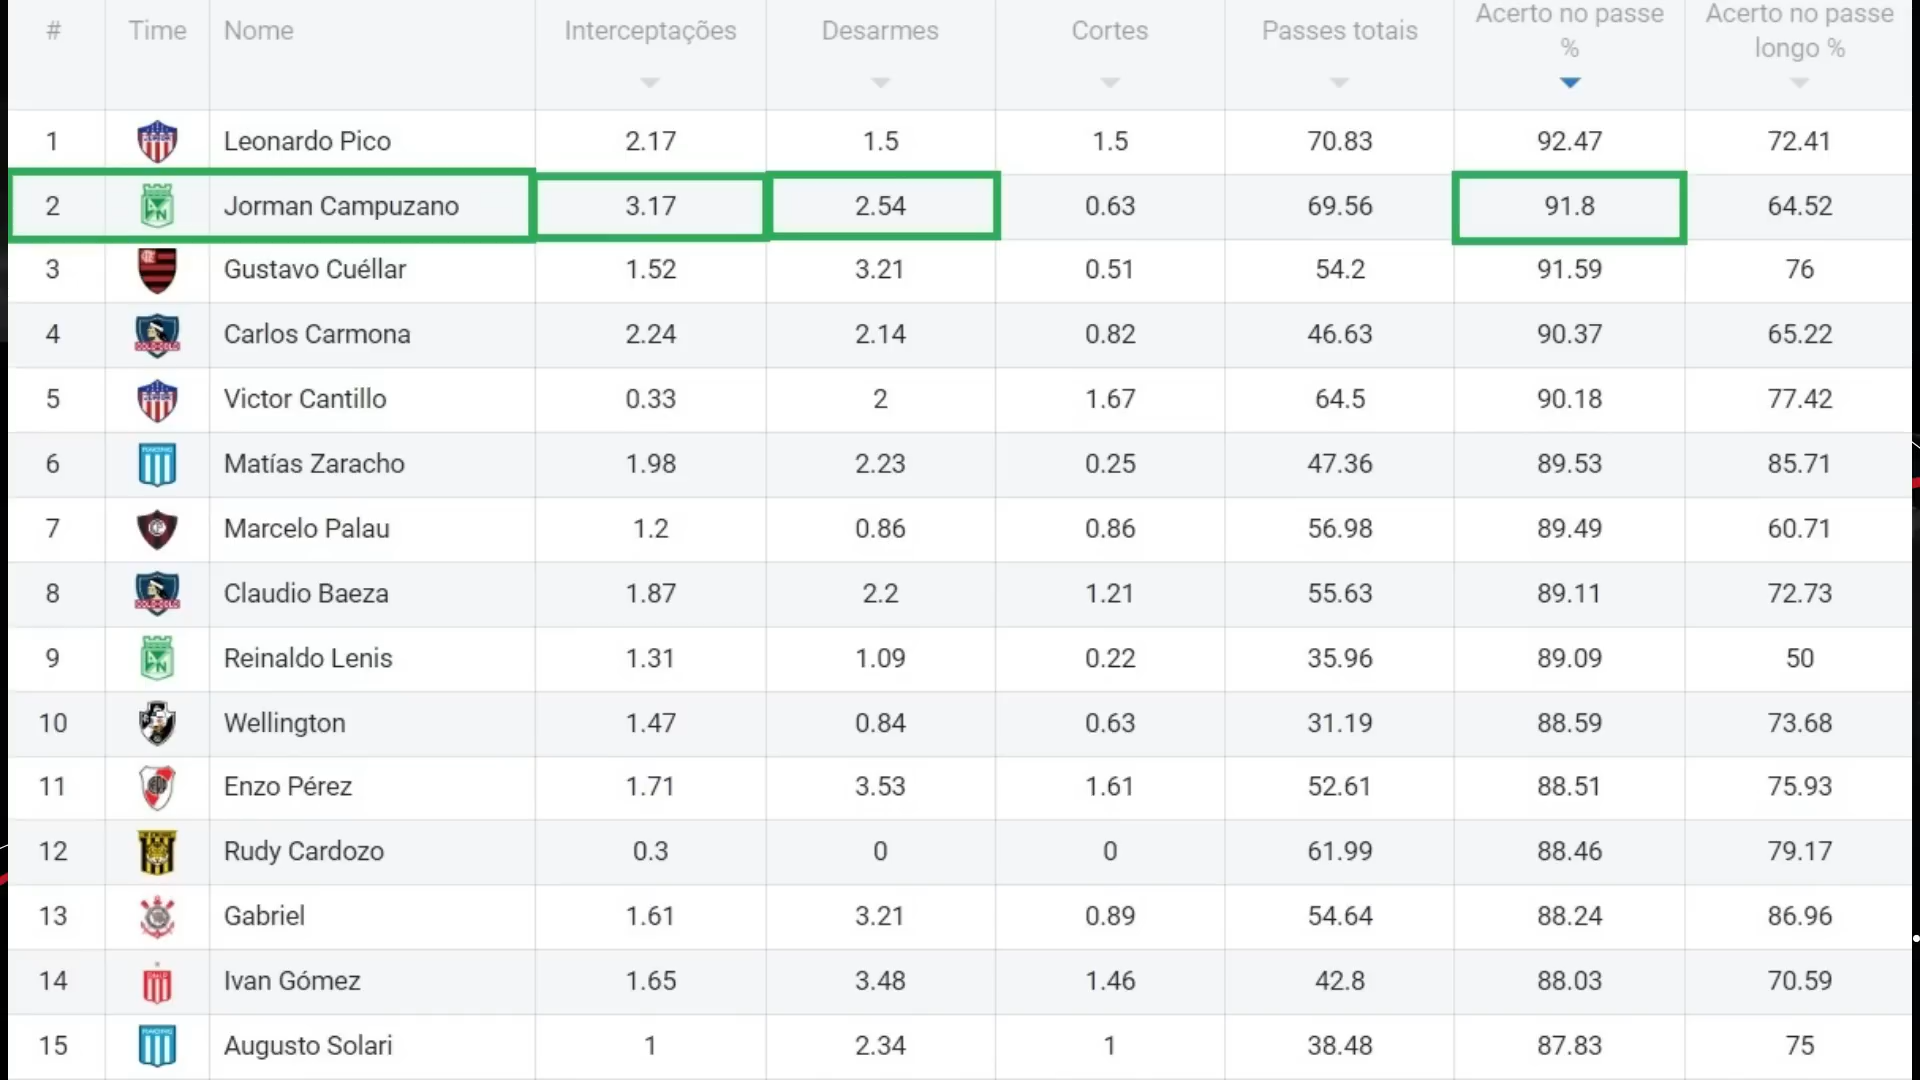 # Time Nome Interceptações Desarmes Cortes Passes totais Acerto no passe % Acerto no passe longo %
1 Leonardo Pico 2.17 1.5 1.5 70.83 92.47 72.41
2 Jorman Campuzano 3.17 2.54 0.63 69.56 91.8 64.52
3 Gustavo Cuéllar 1.52 3.21 0.51 54.2 91.59 76
4 Carlos Carmona 2.24 2.14 0.82 46.63 90.37 65.22
5 Victor Cantillo 0.33 2 1.67 64.5 90.18 77.42
6 Matías Zaracho 1.98 2.23 0.25 47.36 89.53 85.71
7 Marcelo Palau 1.2 0.86 0.86 56.98 89.49 60.71
8 Claudio Baeza 1.87 2.2 1.21 55.63 89.11 72.73
9 Reinaldo Lenis 1.31 1.09 0.22 35.96 89.09 50
10 Wellington 1.47 0.84 0.63 31.19 88.59 73.68
11 Enzo Pérez 1.71 3.53 1.61 52.61 88.51 75.93
12 Rudy Cardozo 0.3 0 0 61.99 88.46 79.17
13 Gabriel 1.61 3.21 0.89 54.64 88.24 86.96
14 Ivan Gómez 1.65 3.48 1.46 42.8 88.03 70.59
15 Augusto Solari 1 2.34 1 38.48 87.83 75